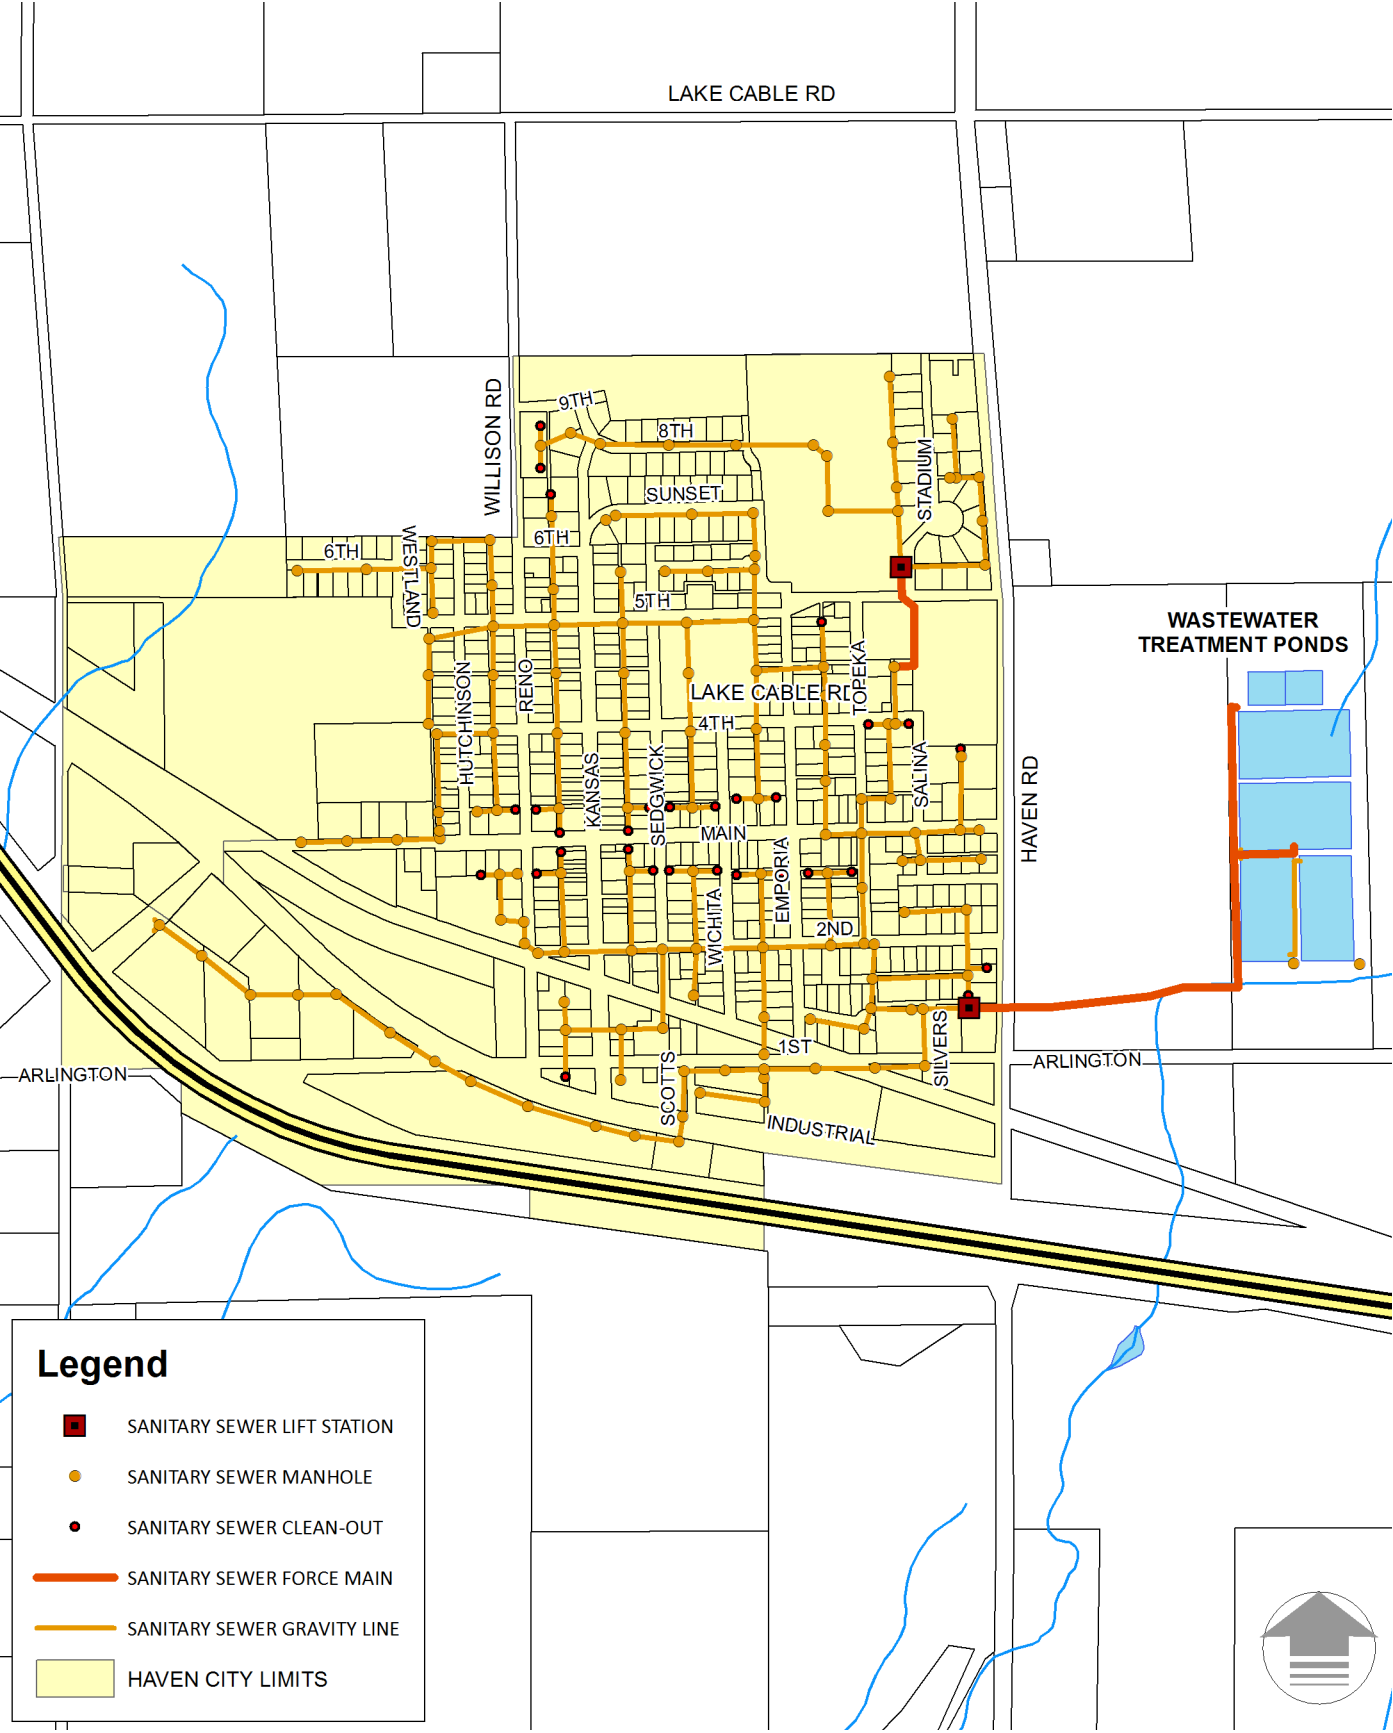 LAKE CABLE RD
WILLISON RD
9TH
8TH
STADIUM
SUNSET
6TH
6TH
WESTLAND
5TH
WASTEWATER
TREATMENT PONDS
HUTCHINSON
RENO
LAKE CABLE RD
TOPEKA
4TH
KANSAS
SEDGWICK
SALINA
HAVEN RD
MAIN
EMPORIA
WICHITA
2ND
1ST
SILVERS
SCOTTS
ARLINGTON
ARLINGTON
INDUSTRIAL
Legend
SANITARY SEWER LIFT STATION
SANITARY SEWER MANHOLE
SANITARY SEWER CLEAN-OUT
SANITARY SEWER FORCE MAIN
SANITARY SEWER GRAVITY LINE
HAVEN CITY LIMITS